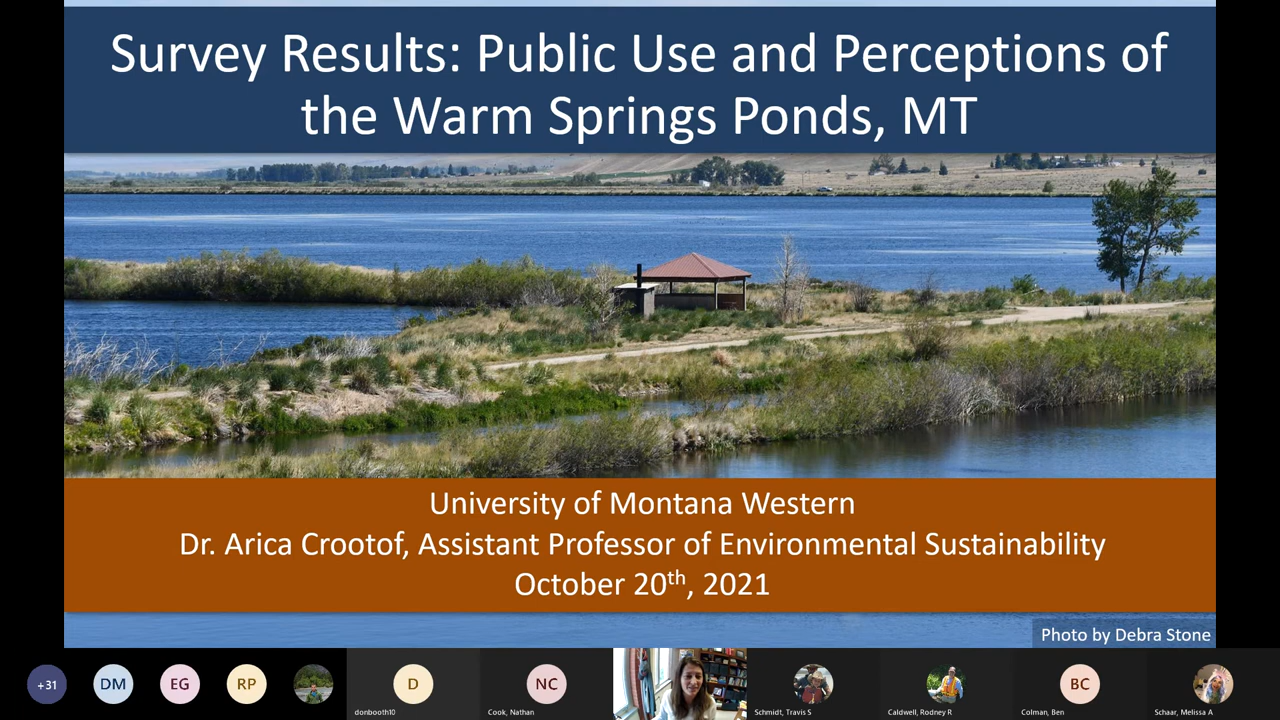 Survey Results: Public Use and Perceptions of
the Warm Springs Ponds, MT
University of Montana Western
Dr. Arica Crootof, Assistant Professor of Environmental Sustainability
October 20th, 2021
Photo by Debra Stone
+31
DM
EG
RP
D
donbooth10
NC
Cook, Nathan
Schmidt, Travis S
Caldwell, Rodney R
BC
Colman, Ben
Schaar, Melissa A